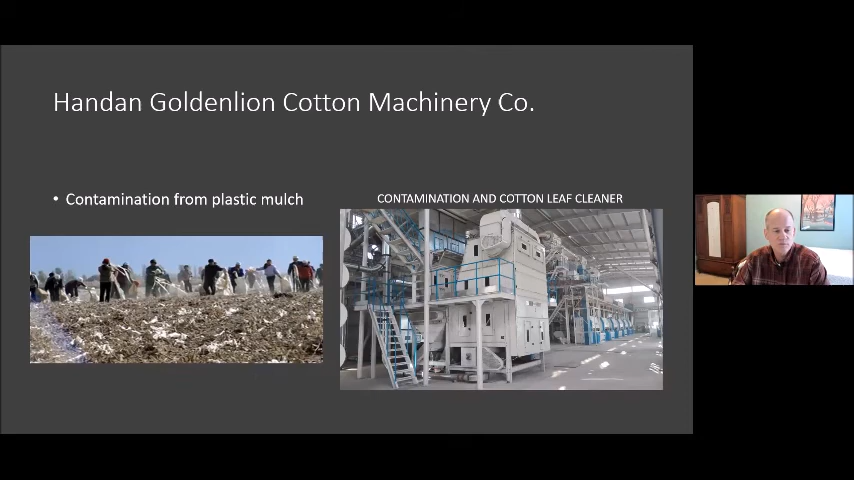 Handan Goldenlion Cotton Machinery Co.
• Contamination from plastic mulch
CONTAMINATION AND COTTON LEAF CLEANER